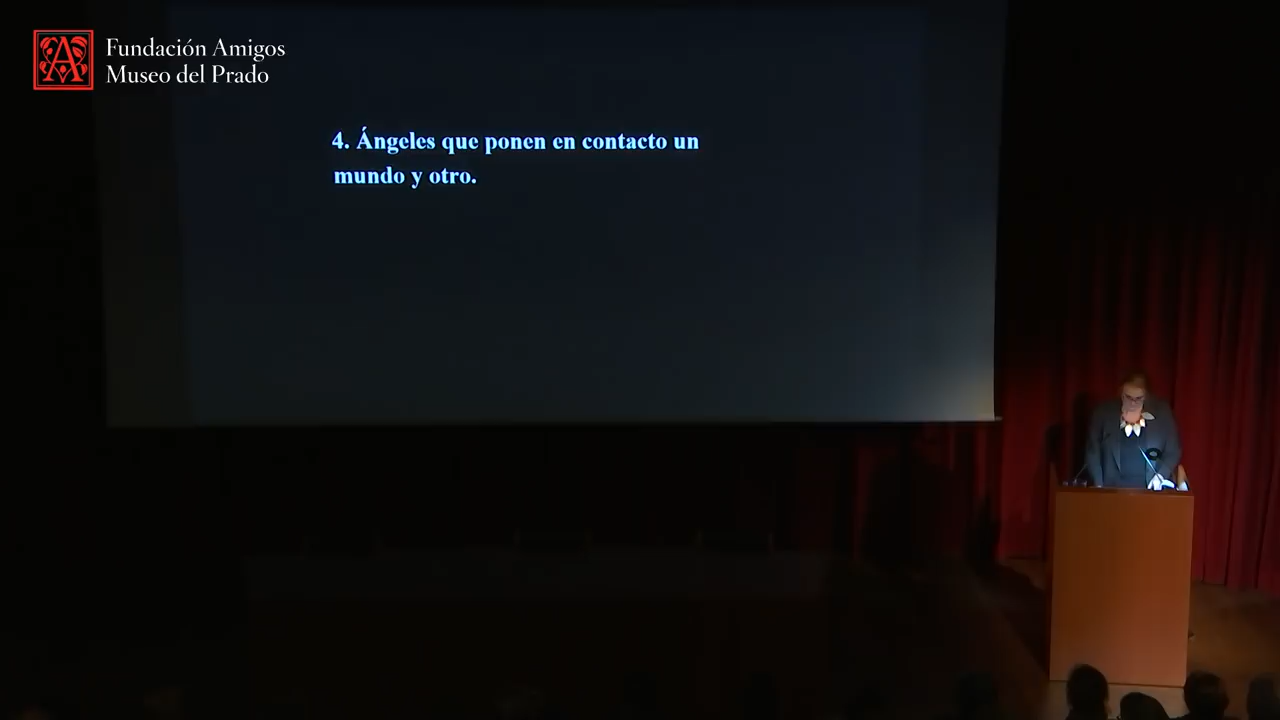 Fundación Amigos
Museo del Prado
4. Ángeles que ponen en contacto un
mundo y otro.